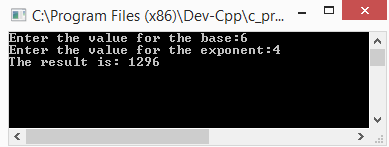 C:\Program Files (x86)\Dev-Cpp\c_pr...
Enter the value for the base:6
Enter the value for the exponent:4
The result is: 1296